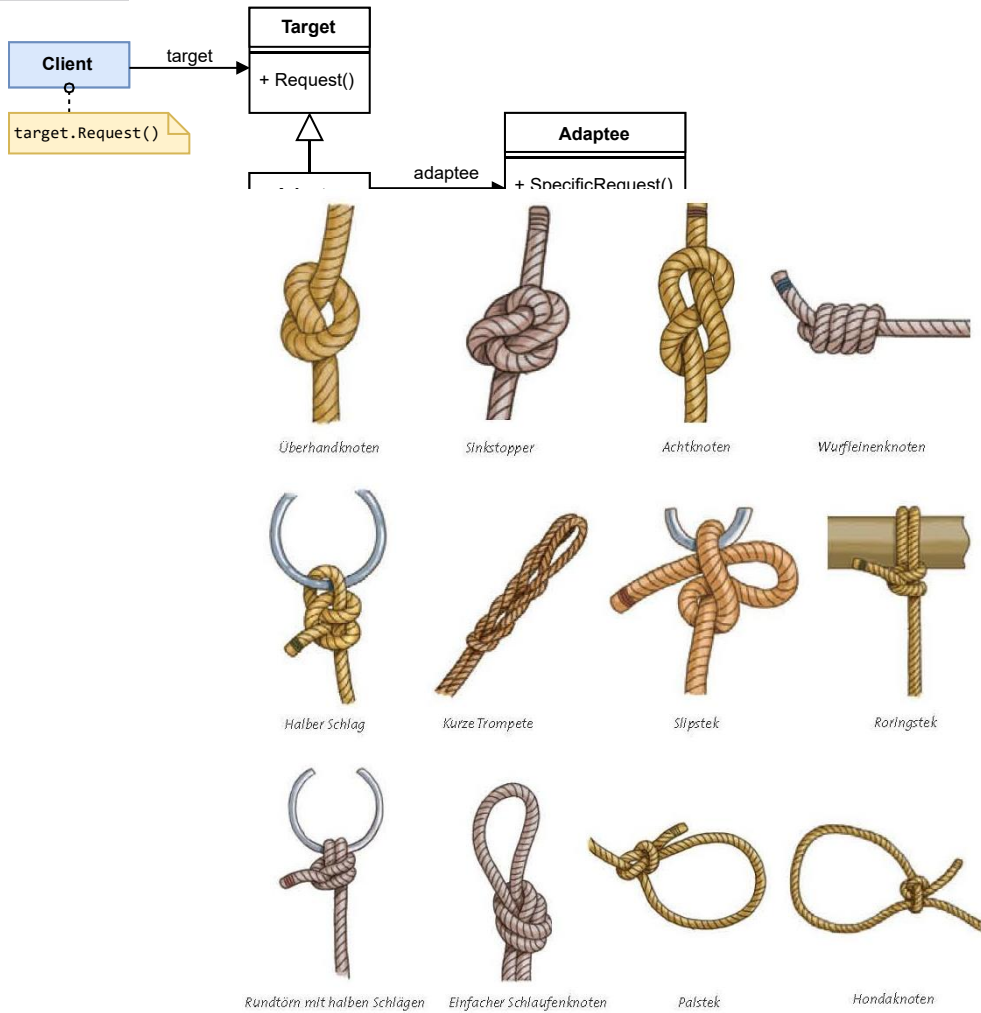 Target
Client
target
+ Request()
target.Request()
Adaptee
adaptee
+ SpecificRequest()
Überhandknoten
Sinkstopper
Achtknoten
Wurfleinenknoten
Halber Schlag
Kurze Trompete
Slipstek
Roringstek
Rundtörn mit halben Schlägen
Einfacher Schlaufenknoten
Palstek
Hondaknoten